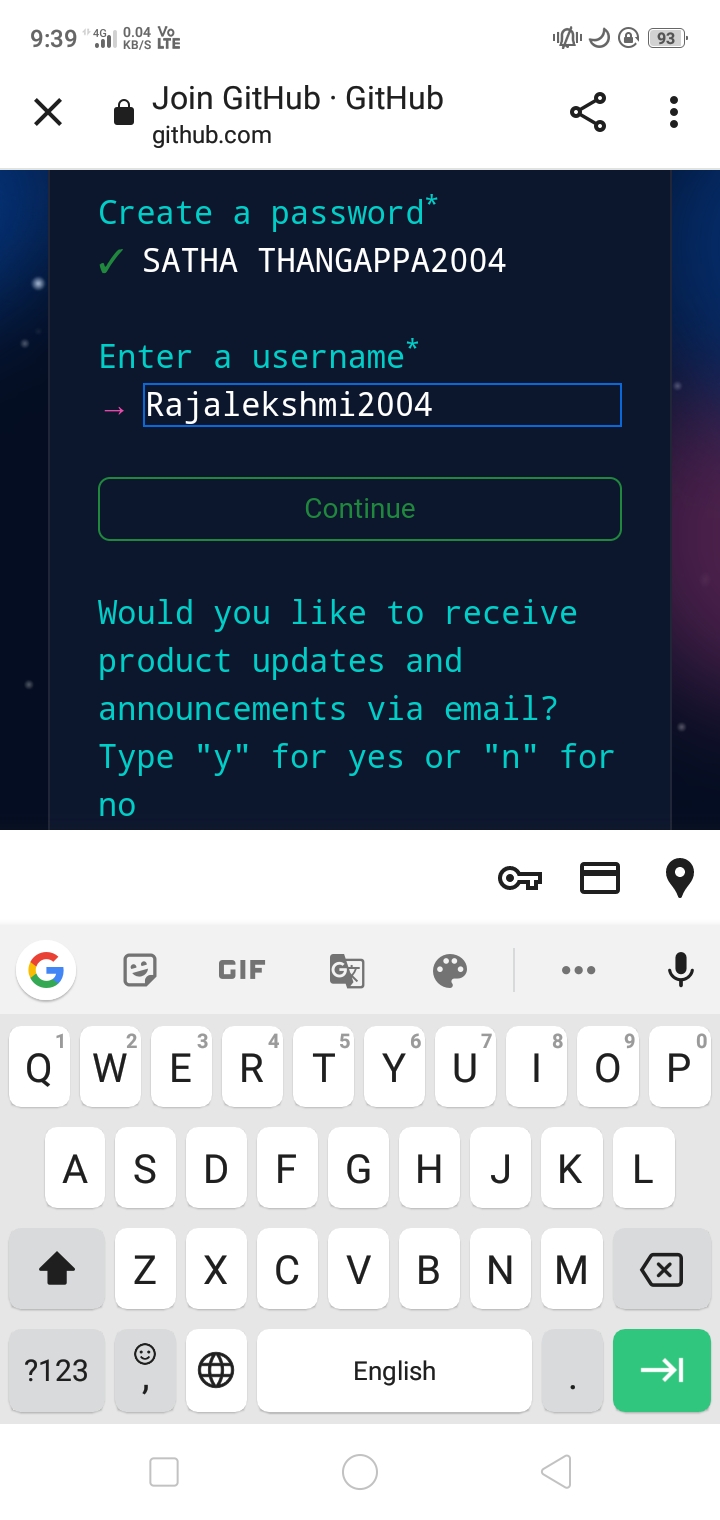 9:39 4G 0.04 KB/S Vo LTE 93
Join GitHub · GitHub
github.com
Create a password*
✓ SATHA THANGAPPA2004
Enter a username*
→ Rajalekshmi2004
Continue
Would you like to receive
product updates and
announcements via email?
Type "y" for yes or "n" for
no
G GIF G
1 2 3 4 5 6 7 8 9 0
Q W E R T Y U I O P
A S D F G H J K L
Z X C V B N M
?123 , English .